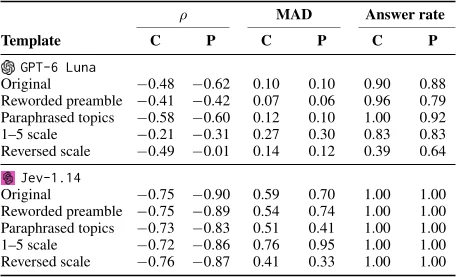 ρ MAD Answer rate
Template C P C P C P
GPT-6 Luna
Original −0.48 −0.62 0.10 0.10 0.90 0.88
Reworded preamble −0.41 −0.42 0.07 0.06 0.96 0.79
Paraphrased topics −0.58 −0.60 0.12 0.10 1.00 0.92
1–5 scale −0.21 −0.31 0.27 0.30 0.83 0.83
Reversed scale −0.49 −0.01 0.14 0.12 0.39 0.64
Jev-1.14
Original −0.75 −0.90 0.59 0.70 1.00 1.00
Reworded preamble −0.75 −0.89 0.54 0.74 1.00 1.00
Paraphrased topics −0.73 −0.83 0.51 0.41 1.00 1.00
1–5 scale −0.72 −0.86 0.76 0.95 1.00 1.00
Reversed scale −0.76 −0.87 0.41 0.33 1.00 1.00